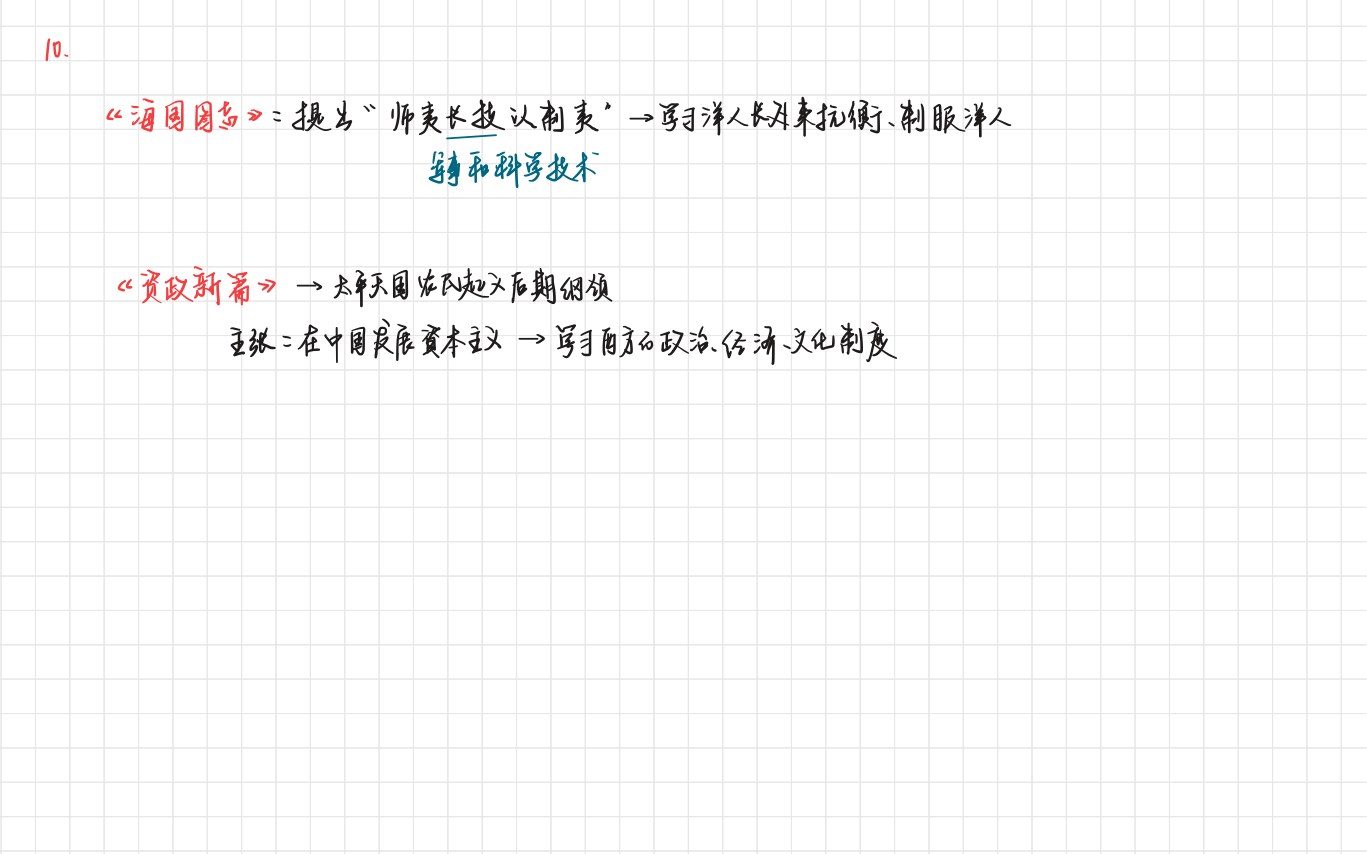 10.
《海国图志》：提出“师夷长技以制夷”→学习洋人长处来抗衡、制服洋人
军事和科学技术
《资政新篇》→太平天国农民起义后期纲领
主张：在中国发展资本主义→学习西方的政治、经济、文化制度